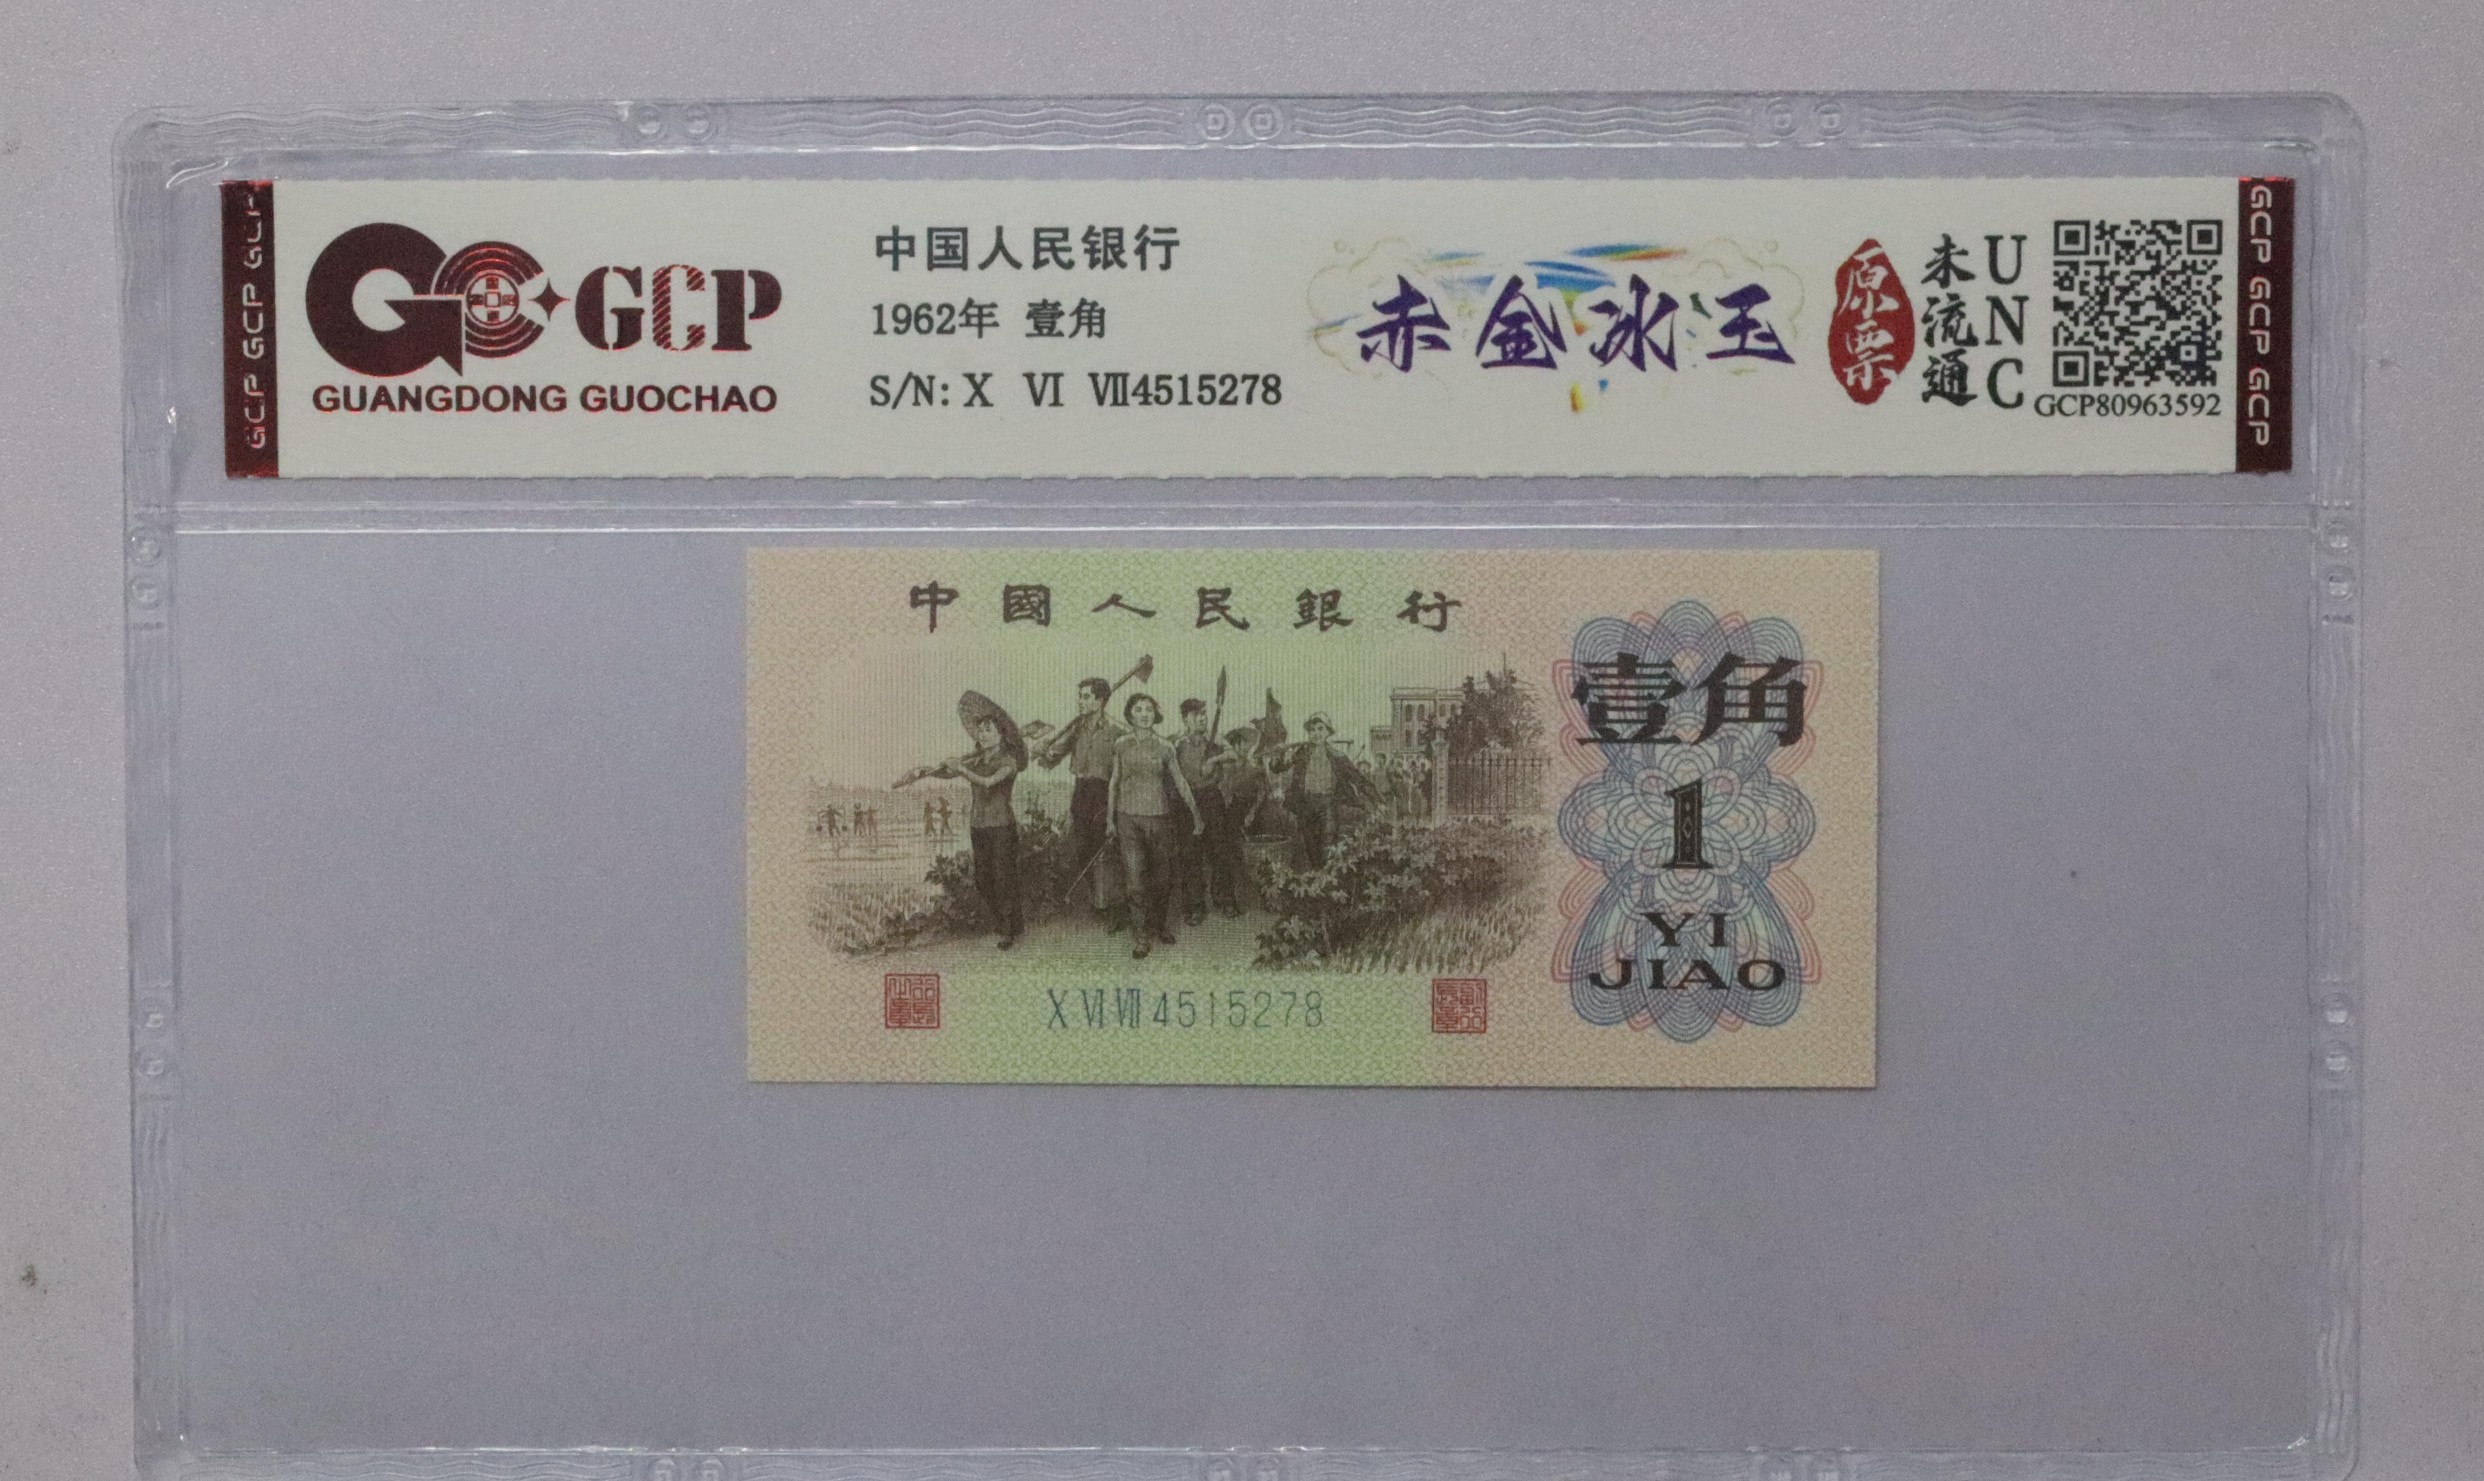 GCP GCP GCP
GCP
GUANGDONG GUOCHAO
中国人民银行
1962年 壹角
S/N: X VI VII4515278
赤金冰玉
原票
未流通
UNC
GCP80963592
GCP GCP GCP
中國人民銀行
壹角
1
YI
JIAO
X VI VII 4515278